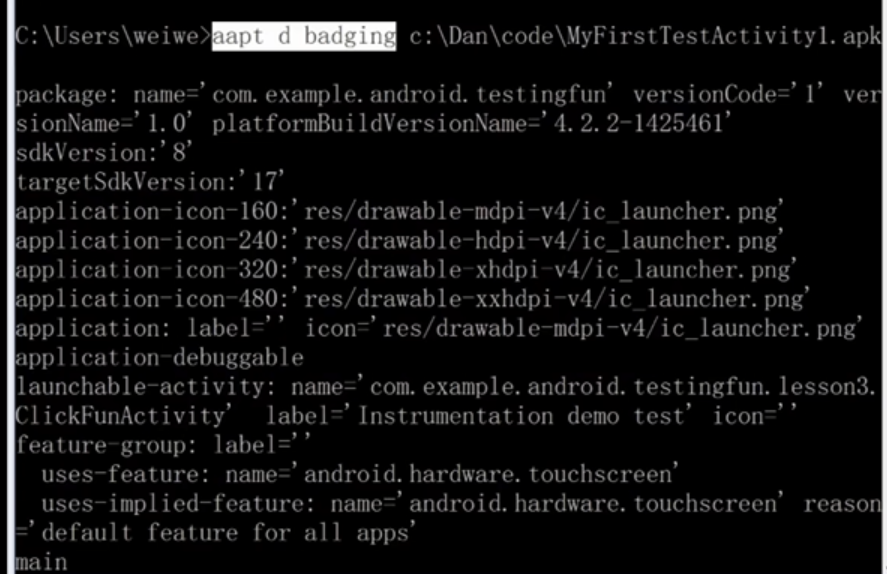 C:\Users\weiwe>aapt d badging c:\Dan\code\MyFirstTestActivity1.apk
package: name='com.example.android.testingfun' versionCode='1' ver
sionName='1.0' platformBuildVersionName='4.2.2-1425461'
sdkVersion:'8'
targetSdkVersion:'17'
application-icon-160:'res/drawable-mdpi-v4/ic_launcher.png'
application-icon-240:'res/drawable-hdpi-v4/ic_launcher.png'
application-icon-320:'res/drawable-xhdpi-v4/ic_launcher.png'
application-icon-480:'res/drawable-xxhdpi-v4/ic_launcher.png'
application: label='' icon='res/drawable-mdpi-v4/ic_launcher.png'
application-debuggable
launchable-activity: name='com.example.android.testingfun.lesson3.
ClickFunActivity'  label='Instrumentation demo test' icon=''
feature-group: label=''
  uses-feature: name='android.hardware.touchscreen'
  uses-implied-feature: name='android.hardware.touchscreen' reason
='default feature for all apps'
main